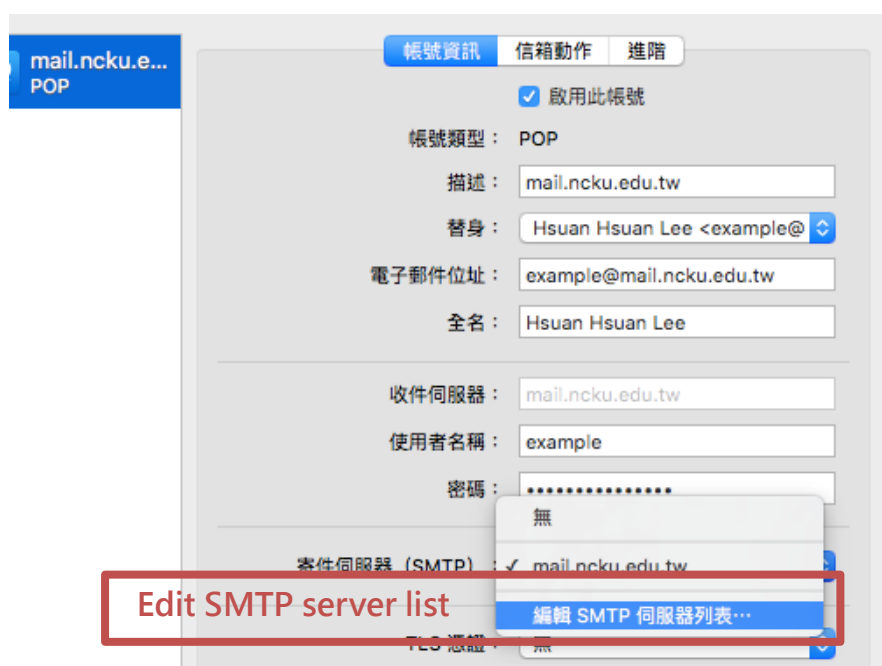 mail.ncku.e...
POP
帳號資訊 信箱動作 進階
啟用此帳號
帳號類型： POP
描述： mail.ncku.edu.tw
替身： Hsuan Hsuan Lee <example@
電子郵件位址： example@mail.ncku.edu.tw
全名： Hsuan Hsuan Lee
收件伺服器： mail.ncku.edu.tw
使用者名稱： example
密碼： •••••••••••••••
無
寄件伺服器（SMTP）： ✓ mail.ncku.edu.tw
Edit SMTP server list
編輯 SMTP 伺服器列表…
TLS 憑證： 無